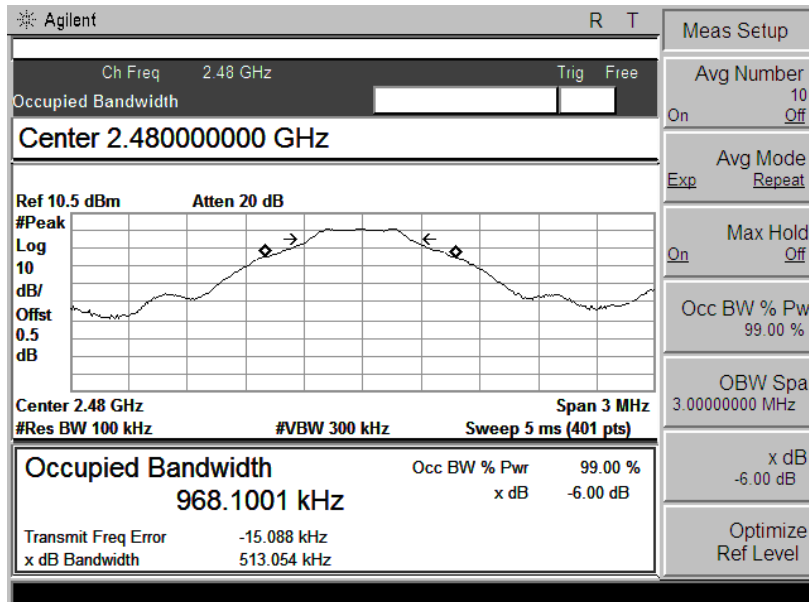 Agilent R T
Ch Freq 2.48 GHz Trig Free
Occupied Bandwidth
Center 2.480000000 GHz
Ref 10.5 dBm Atten 20 dB
#Peak
Log
10
dB/
Offst
0.5
dB
Center 2.48 GHz Span 3 MHz
#Res BW 100 kHz #VBW 300 kHz Sweep 5 ms (401 pts)
Occupied Bandwidth
968.1001 kHz
Occ BW % Pwr 99.00 %
x dB -6.00 dB
Transmit Freq Error -15.088 kHz
x dB Bandwidth 513.054 kHz
Meas Setup
Avg Number
10
On Off
Avg Mode
Exp Repeat
Max Hold
On Off
Occ BW % Pw
99.00 %
OBW Spa
3.00000000 MHz
x dB
-6.00 dB
Optimize
Ref Level